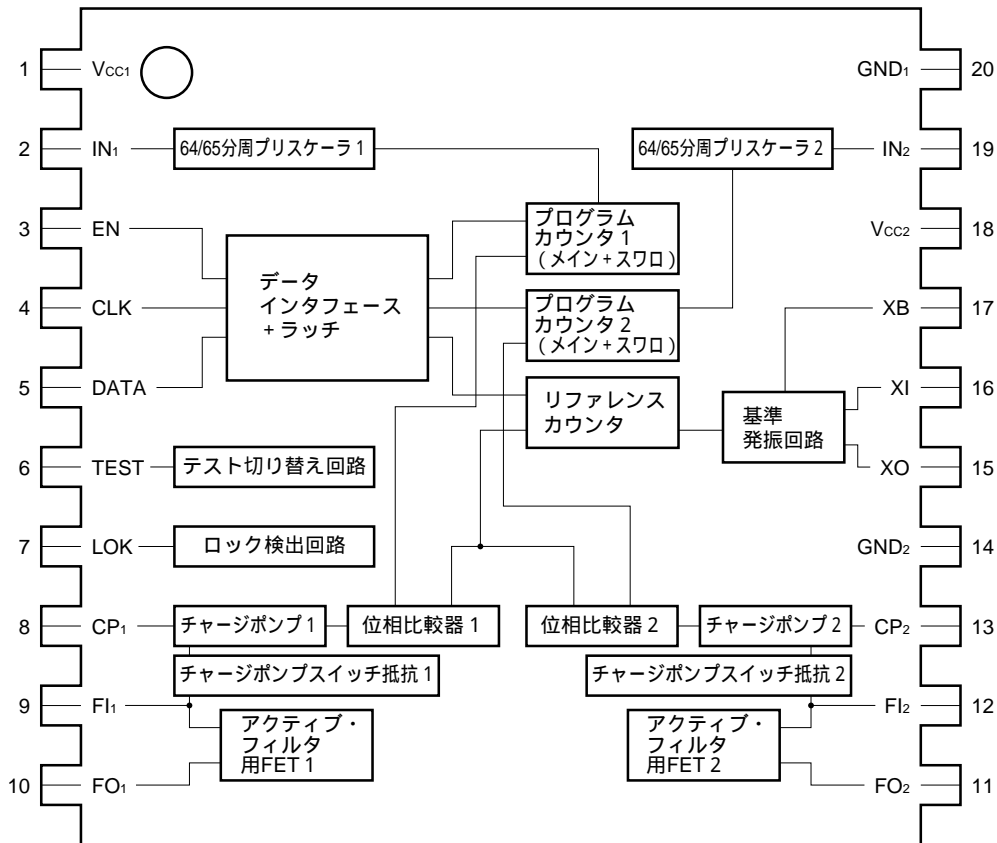 1 VCC1 GND1 20
2 IN1 64/65分周プリスケーラ 1 64/65分周プリスケーラ 2 IN2 19
プログラム
カウンタ 1
(メイン+スワロ)
3 EN VCC2 18
データ
インタフェース
+ラッチ
4 CLK XB 17
プログラム
カウンタ 2
(メイン+スワロ)
5 DATA XI 16
リファレンス
カウンタ
基準
発振回路
6 TEST テスト切り替え回路 XO 15
7 LOK ロック検出回路 GND2 14
8 CP1 チャージポンプ 1 位相比較器 1 位相比較器 2 チャージポンプ 2 CP2 13
チャージポンプスイッチ抵抗 1 チャージポンプスイッチ抵抗 2
9 FI1 FI2 12
アクティブ・
フィルタ
用FET 1
アクティブ・
フィルタ
用FET 2
10 FO1 FO2 11